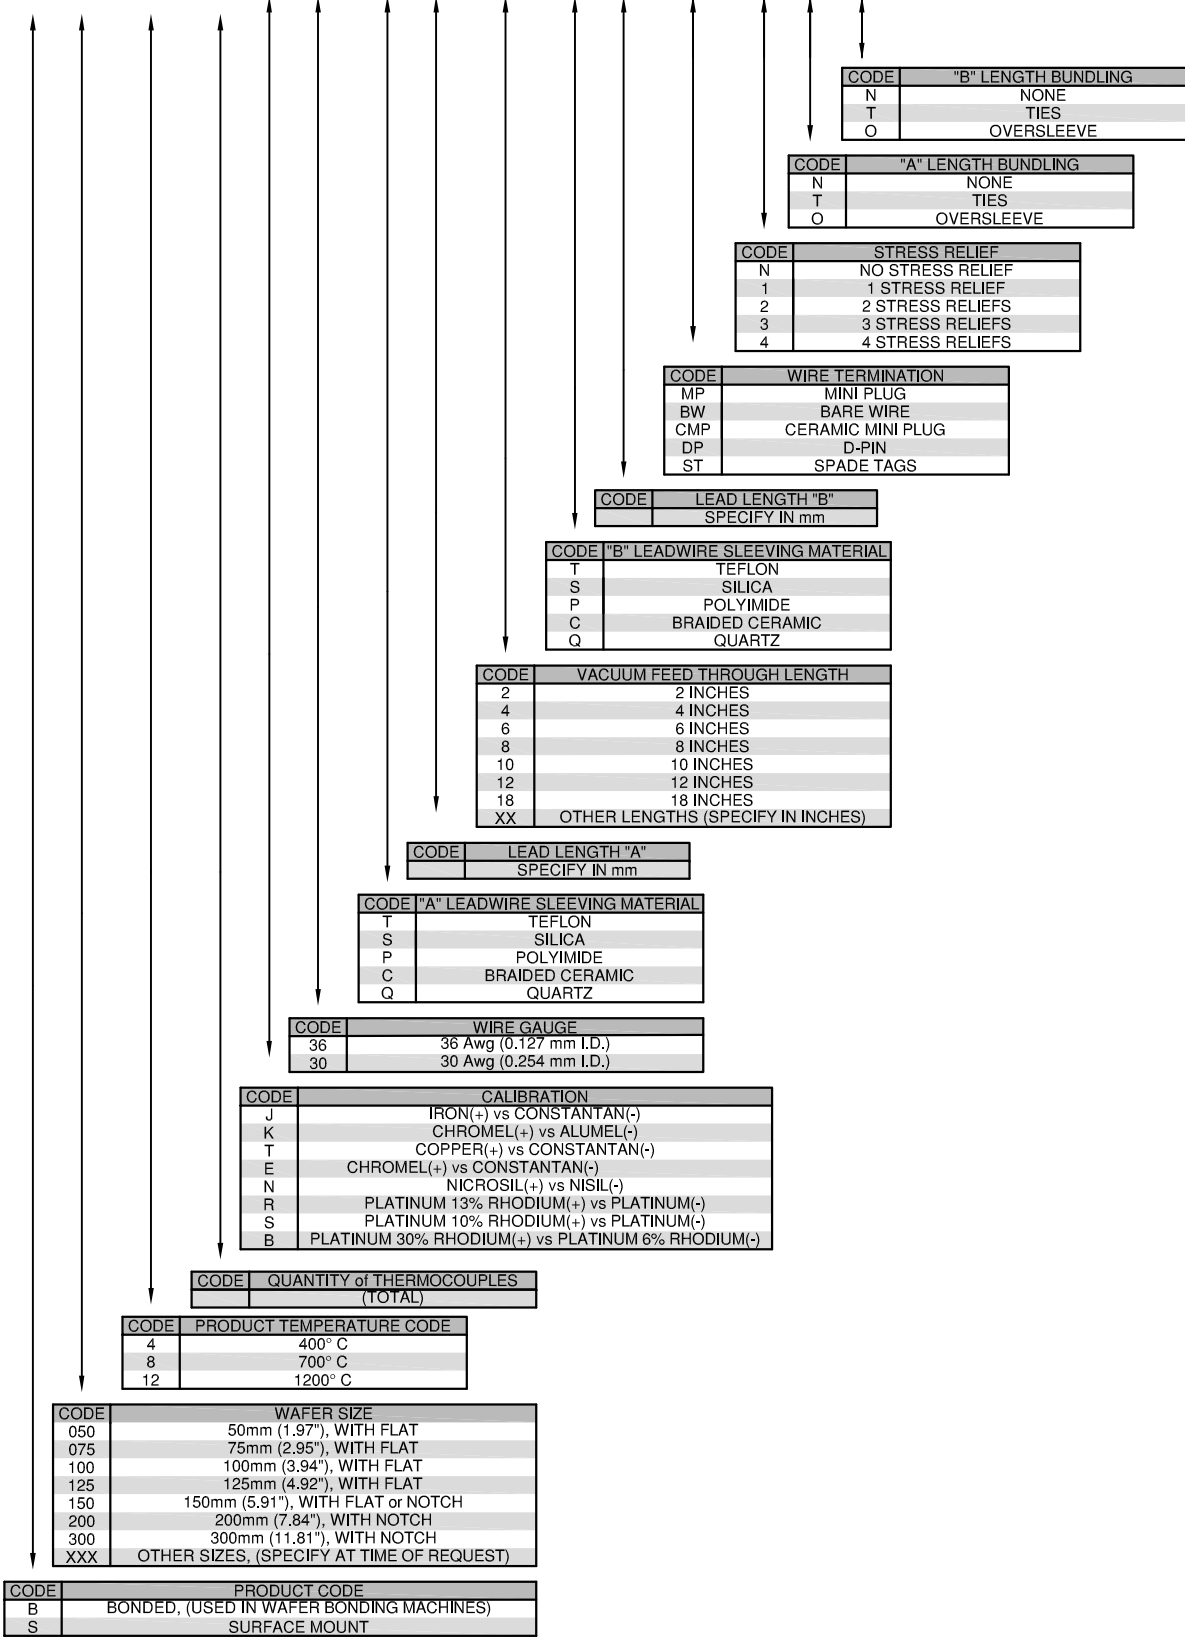 CODE "B" LENGTH BUNDLING
N NONE
T TIES
O OVERSLEEVE
CODE "A" LENGTH BUNDLING
N NONE
T TIES
O OVERSLEEVE
CODE STRESS RELIEF
N NO STRESS RELIEF
1 1 STRESS RELIEF
2 2 STRESS RELIEFS
3 3 STRESS RELIEFS
4 4 STRESS RELIEFS
CODE WIRE TERMINATION
MP MINI PLUG
BW BARE WIRE
CMP CERAMIC MINI PLUG
DP D-PIN
ST SPADE TAGS
CODE LEAD LENGTH "B"
SPECIFY IN mm
CODE "B" LEADWIRE SLEEVING MATERIAL
T TEFLON
S SILICA
P POLYIMIDE
C BRAIDED CERAMIC
Q QUARTZ
CODE VACUUM FEED THROUGH LENGTH
2 2 INCHES
4 4 INCHES
6 6 INCHES
8 8 INCHES
10 10 INCHES
12 12 INCHES
18 18 INCHES
XX OTHER LENGTHS (SPECIFY IN INCHES)
CODE LEAD LENGTH "A"
SPECIFY IN mm
CODE "A" LEADWIRE SLEEVING MATERIAL
T TEFLON
S SILICA
P POLYIMIDE
C BRAIDED CERAMIC
Q QUARTZ
CODE WIRE GAUGE
36 36 Awg (0.127 mm I.D.)
30 30 Awg (0.254 mm I.D.)
CODE CALIBRATION
J IRON(+) vs CONSTANTAN(-)
K CHROMEL(+) vs ALUMEL(-)
T COPPER(+) vs CONSTANTAN(-)
E CHROMEL(+) vs CONSTANTAN(-)
N NICROSIL(+) vs NISIL(-)
R PLATINUM 13% RHODIUM(+) vs PLATINUM(-)
S PLATINUM 10% RHODIUM(+) vs PLATINUM(-)
B PLATINUM 30% RHODIUM(+) vs PLATINUM 6% RHODIUM(-)
CODE QUANTITY of THERMOCOUPLES
(TOTAL)
CODE PRODUCT TEMPERATURE CODE
4 400° C
8 700° C
12 1200° C
CODE WAFER SIZE
050 50mm (1.97"), WITH FLAT
075 75mm (2.95"), WITH FLAT
100 100mm (3.94"), WITH FLAT
125 125mm (4.92"), WITH FLAT
150 150mm (5.91"), WITH FLAT or NOTCH
200 200mm (7.84"), WITH NOTCH
300 300mm (11.81"), WITH NOTCH
XXX OTHER SIZES, (SPECIFY AT TIME OF REQUEST)
CODE PRODUCT CODE
B BONDED, (USED IN WAFER BONDING MACHINES)
S SURFACE MOUNT